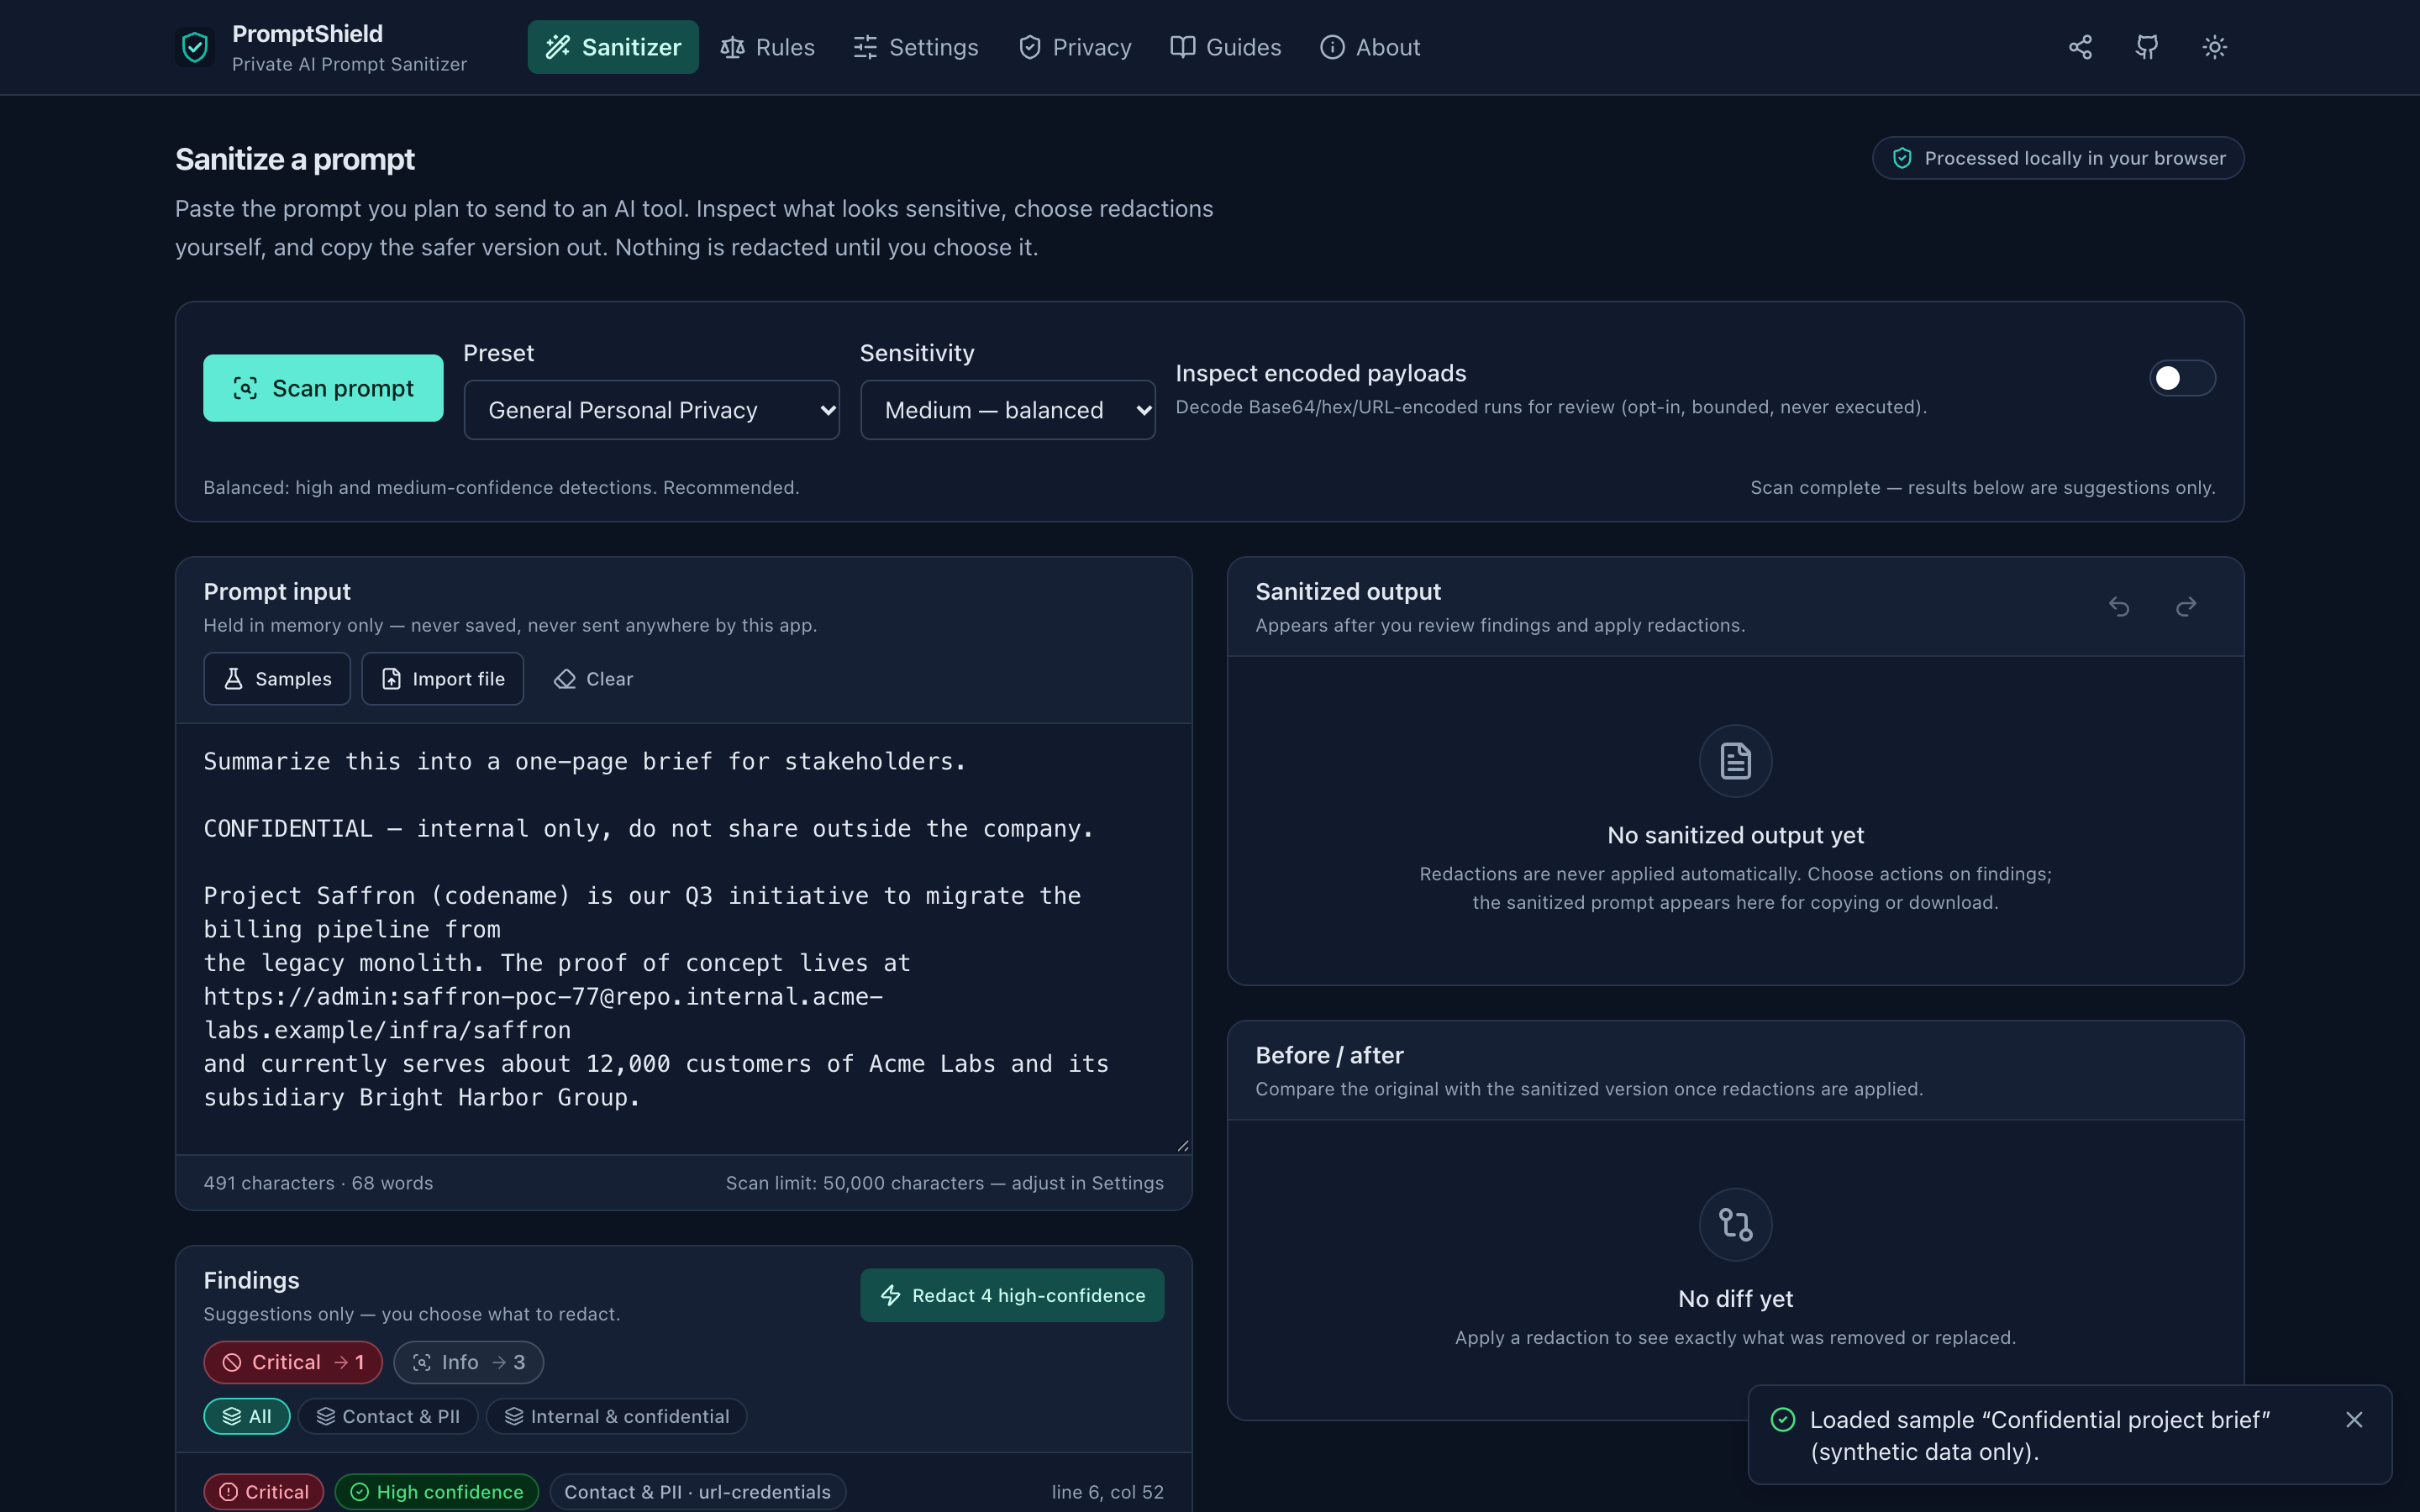 PromptShield
Private AI Prompt Sanitizer
Sanitizer
Rules
Settings
Privacy
Guides
About
Sanitize a prompt
Processed locally in your browser
Paste the prompt you plan to send to an AI tool. Inspect what looks sensitive, choose redactions
yourself, and copy the safer version out. Nothing is redacted until you choose it.
Scan prompt
Preset
General Personal Privacy
Sensitivity
Medium — balanced
Inspect encoded payloads
Decode Base64/hex/URL-encoded runs for review (opt-in, bounded, never executed).
Balanced: high and medium-confidence detections. Recommended.
Scan complete — results below are suggestions only.
Prompt input
Held in memory only — never saved, never sent anywhere by this app.
Samples
Import file
Clear
Summarize this into a one-page brief for stakeholders.
CONFIDENTIAL — internal only, do not share outside the company.
Project Saffron (codename) is our Q3 initiative to migrate the
billing pipeline from
the legacy monolith. The proof of concept lives at
https://admin:saffron-poc-77@repo.internal.acme-
labs.example/infra/saffron
and currently serves about 12,000 customers of Acme Labs and its
subsidiary Bright Harbor Group.
491 characters · 68 words
Scan limit: 50,000 characters — adjust in Settings
Findings
Suggestions only — you choose what to redact.
Redact 4 high-confidence
Critical → 1
Info → 3
All
Contact & PII
Internal & confidential
Critical
High confidence
Contact & PII · url-credentials
line 6, col 52
Sanitized output
Appears after you review findings and apply redactions.
No sanitized output yet
Redactions are never applied automatically. Choose actions on findings;
the sanitized prompt appears here for copying or download.
Before / after
Compare the original with the sanitized version once redactions are applied.
No diff yet
Apply a redaction to see exactly what was removed or replaced.
Loaded sample “Confidential project brief”
(synthetic data only).